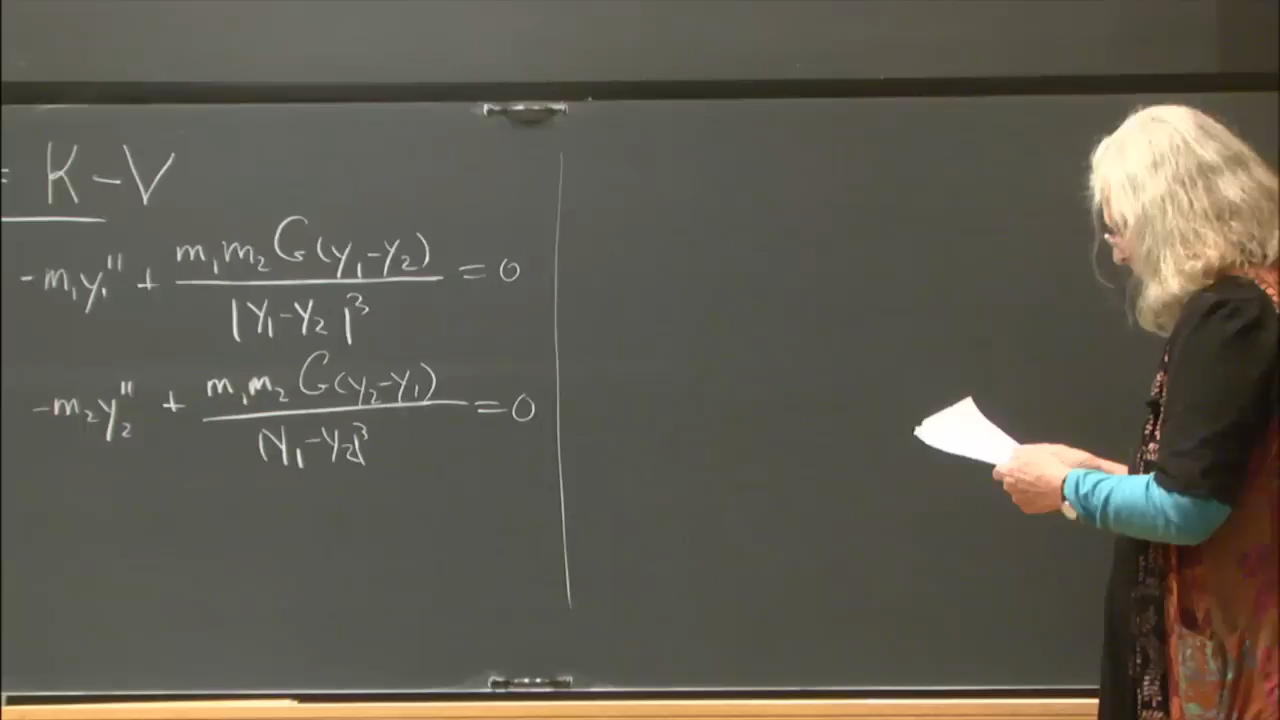 = K - V
-m₁y₁'' + m₁m₂G(y₁-y₂) / |y₁-y₂|³ = 0
-m₂y₂'' + m₁m₂G(y₂-y₁) / |y₁-y₂|³ = 0